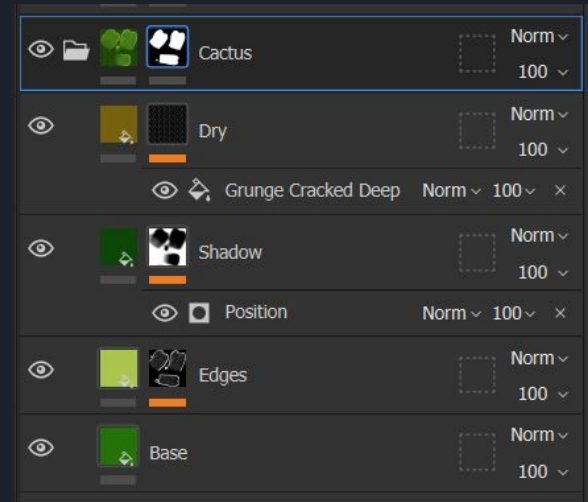 Cactus Norm
100
Dry Norm
100
Grunge Cracked Deep Norm 100 ×
Shadow Norm
100
Position Norm 100 ×
Edges Norm
100
Base Norm
100